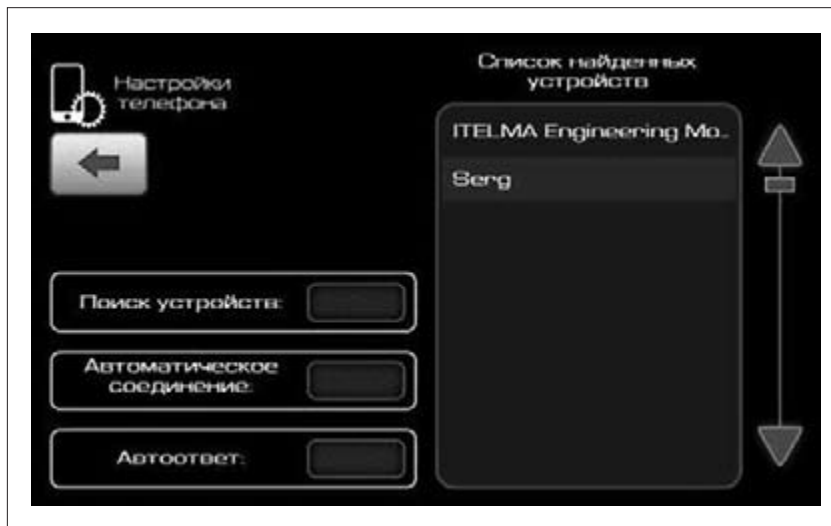 Настройки
телефона
Список найденных
устройств
ITELMA Engineering Mo..
Serg
Поиск устройств:
Автоматическое
соединение:
Автоответ: